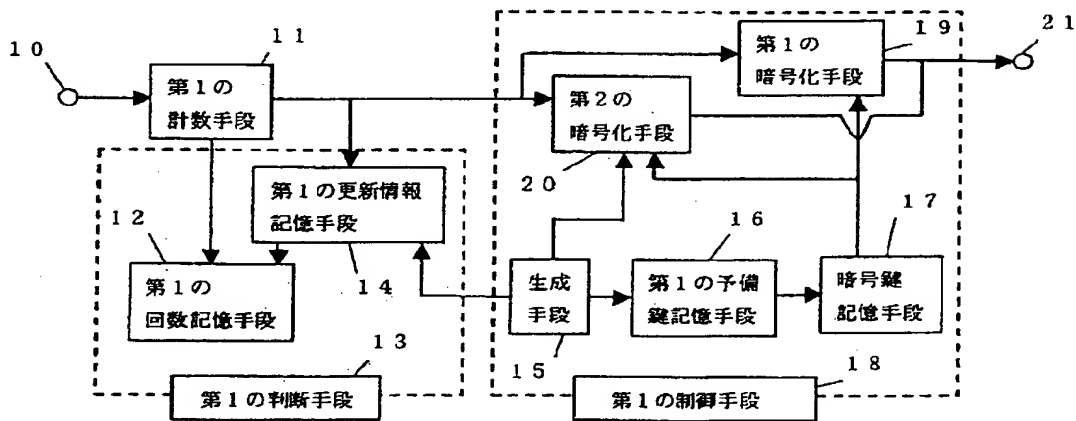 １０
１１
第１の
計数手段
１２
第１の
回数記憶手段
第１の更新情報
記憶手段
１４
１３
第１の判断手段
第１の
暗号化手段
１９
２１
第２の
暗号化手段
２０
生成
手段
１５
１６
第１の予備
鍵記憶手段
１７
暗号鍵
記憶手段
１８
第１の制御手段